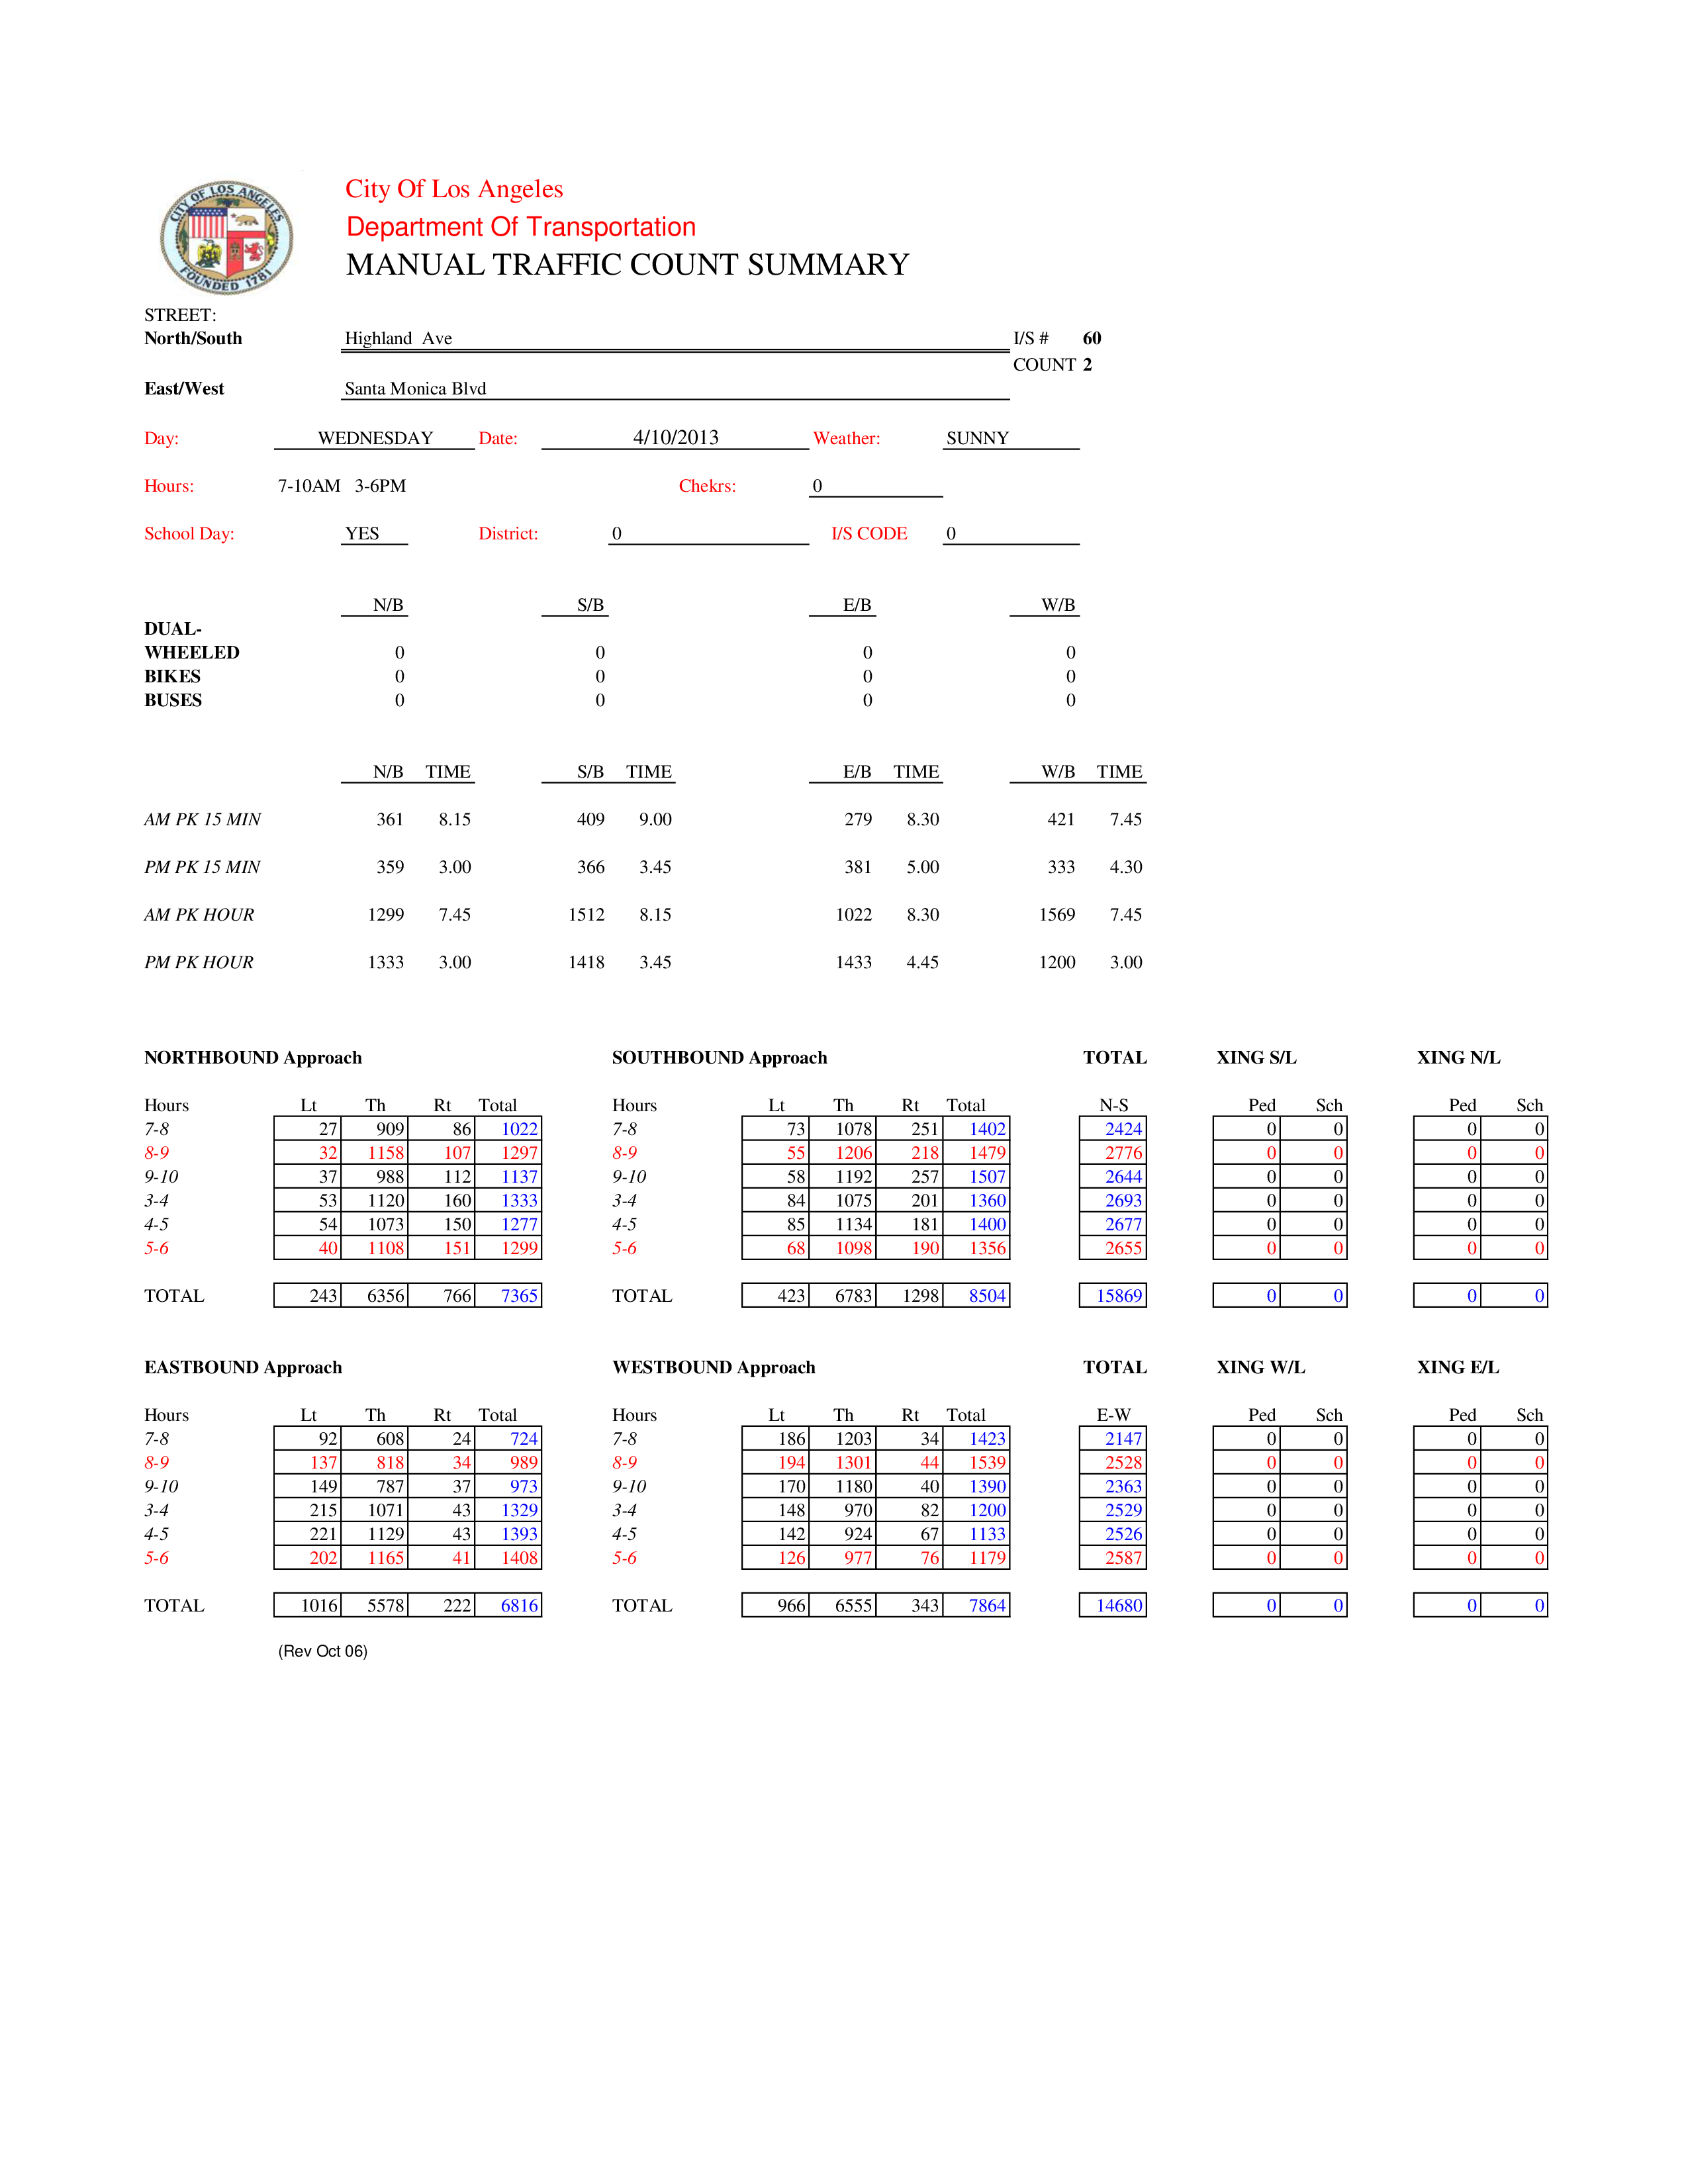 CITY OF LOS ANGELES
FOUNDED 1781
City Of Los Angeles
Department Of Transportation
MANUAL TRAFFIC COUNT SUMMARY
STREET:
North/South Highland Ave I/S # 60
COUNT 2
East/West Santa Monica Blvd
Day: WEDNESDAY Date: 4/10/2013 Weather: SUNNY
Hours: 7-10AM 3-6PM Chekrs: 0
School Day: YES District: 0 I/S CODE 0
N/B S/B E/B W/B
DUAL-
WHEELED 0 0 0 0
BIKES 0 0 0 0
BUSES 0 0 0 0
N/B TIME S/B TIME E/B TIME W/B TIME
AM PK 15 MIN 361 8.15 409 9.00 279 8.30 421 7.45
PM PK 15 MIN 359 3.00 366 3.45 381 5.00 333 4.30
AM PK HOUR 1299 7.45 1512 8.15 1022 8.30 1569 7.45
PM PK HOUR 1333 3.00 1418 3.45 1433 4.45 1200 3.00
NORTHBOUND Approach SOUTHBOUND Approach TOTAL XING S/L XING N/L
Hours Lt Th Rt Total Hours Lt Th Rt Total N-S Ped Sch Ped Sch
7-8 27 909 86 1022 7-8 73 1078 251 1402 2424 0 0 0 0
8-9 32 1158 107 1297 8-9 55 1206 218 1479 2776 0 0 0 0
9-10 37 988 112 1137 9-10 58 1192 257 1507 2644 0 0 0 0
3-4 53 1120 160 1333 3-4 84 1075 201 1360 2693 0 0 0 0
4-5 54 1073 150 1277 4-5 85 1134 181 1400 2677 0 0 0 0
5-6 40 1108 151 1299 5-6 68 1098 190 1356 2655 0 0 0 0
TOTAL 243 6356 766 7365 TOTAL 423 6783 1298 8504 15869 0 0 0 0
EASTBOUND Approach WESTBOUND Approach TOTAL XING W/L XING E/L
Hours Lt Th Rt Total Hours Lt Th Rt Total E-W Ped Sch Ped Sch
7-8 92 608 24 724 7-8 186 1203 34 1423 2147 0 0 0 0
8-9 137 818 34 989 8-9 194 1301 44 1539 2528 0 0 0 0
9-10 149 787 37 973 9-10 170 1180 40 1390 2363 0 0 0 0
3-4 215 1071 43 1329 3-4 148 970 82 1200 2529 0 0 0 0
4-5 221 1129 43 1393 4-5 142 924 67 1133 2526 0 0 0 0
5-6 202 1165 41 1408 5-6 126 977 76 1179 2587 0 0 0 0
TOTAL 1016 5578 222 6816 TOTAL 966 6555 343 7864 14680 0 0 0 0
(Rev Oct 06)